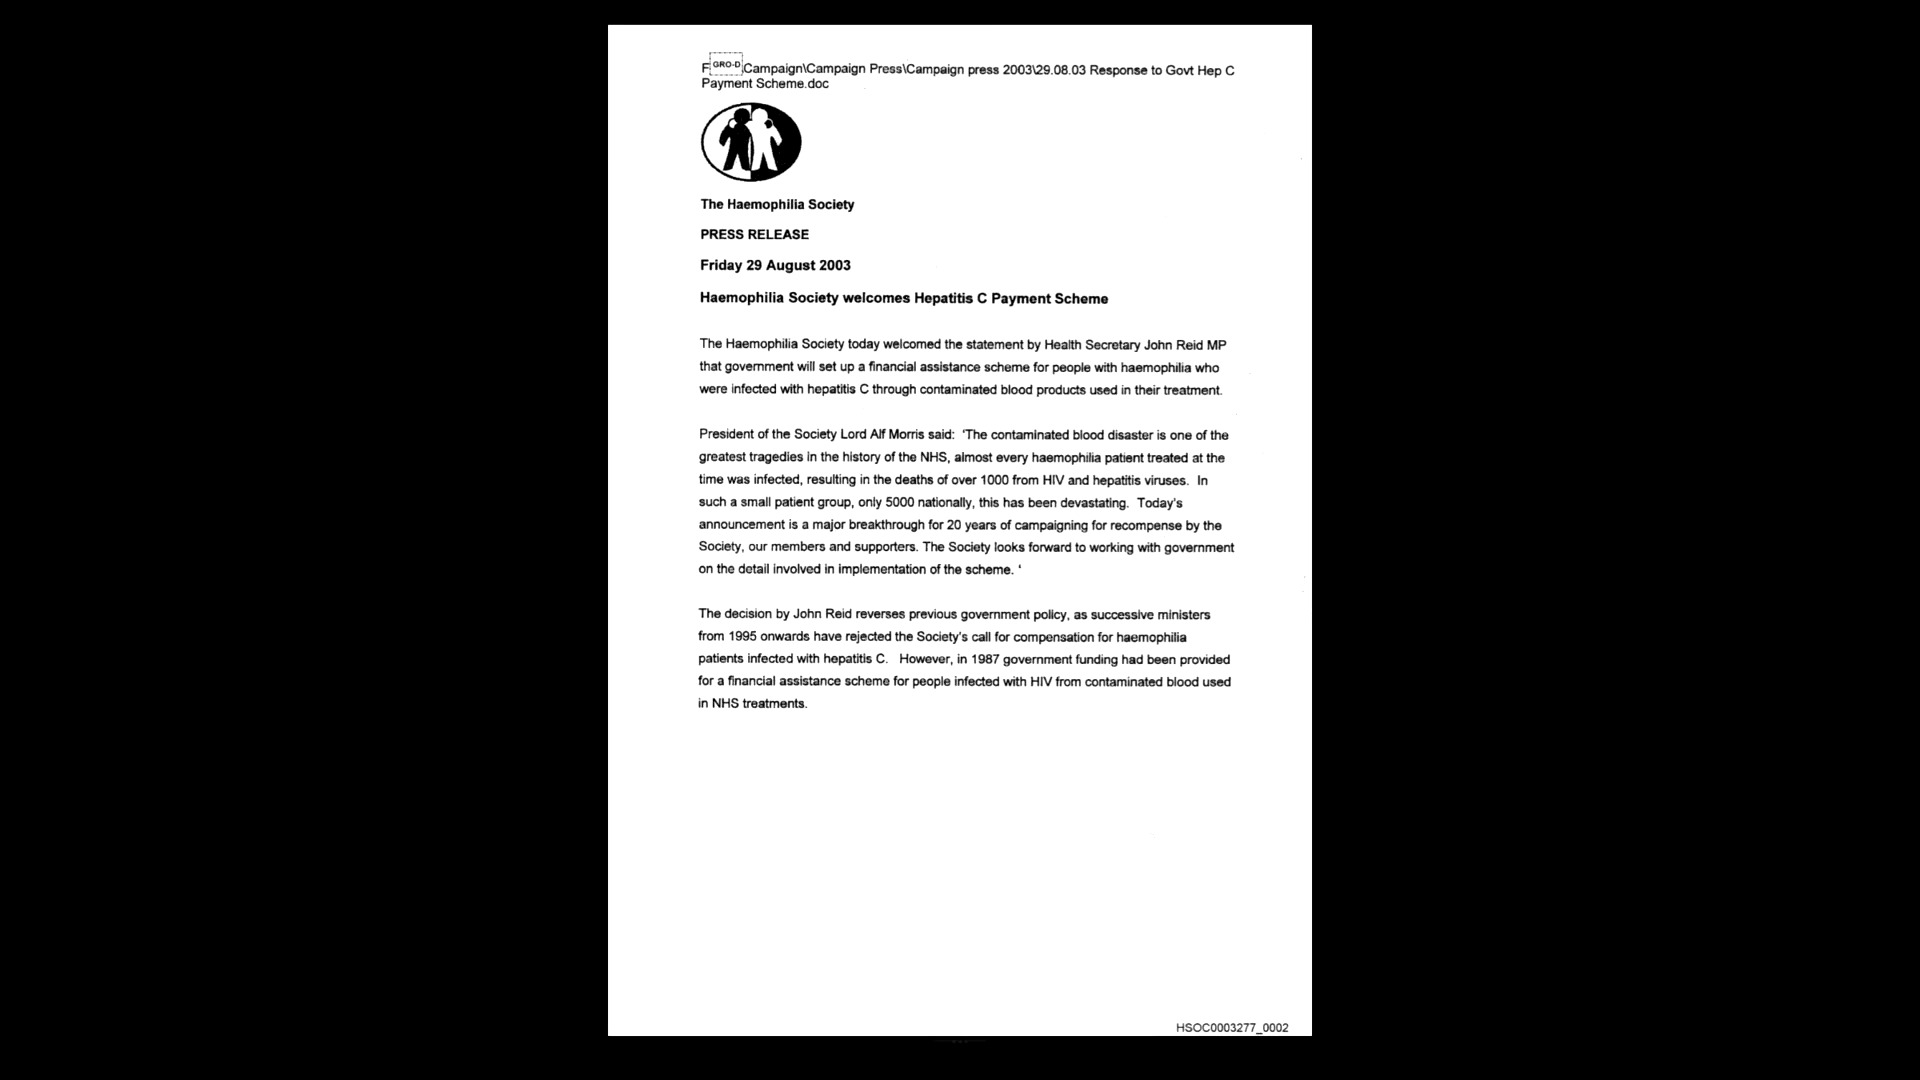 F GRO-D Campaign\Campaign Press\Campaign press 2003\29.08.03 Response to Govt Hep C
Payment Scheme.doc
The Haemophilia Society
PRESS RELEASE
Friday 29 August 2003
Haemophilia Society welcomes Hepatitis C Payment Scheme
The Haemophilia Society today welcomed the statement by Health Secretary John Reid MP
that government will set up a financial assistance scheme for people with haemophilia who
were infected with hepatitis C through contaminated blood products used in their treatment.
President of the Society Lord Alf Morris said:  'The contaminated blood disaster is one of the
greatest tragedies in the history of the NHS, almost every haemophilia patient treated at the
time was infected, resulting in the deaths of over 1000 from HIV and hepatitis viruses.  In
such a small patient group, only 5000 nationally, this has been devastating.  Today's
announcement is a major breakthrough for 20 years of campaigning for recompense by the
Society, our members and supporters. The Society looks forward to working with government
on the detail involved in implementation of the scheme. '
The decision by John Reid reverses previous government policy, as successive ministers
from 1995 onwards have rejected the Society's call for compensation for haemophilia
patients infected with hepatitis C.   However, in 1987 government funding had been provided
for a financial assistance scheme for people infected with HIV from contaminated blood used
in NHS treatments.
HSOC0003277_0002